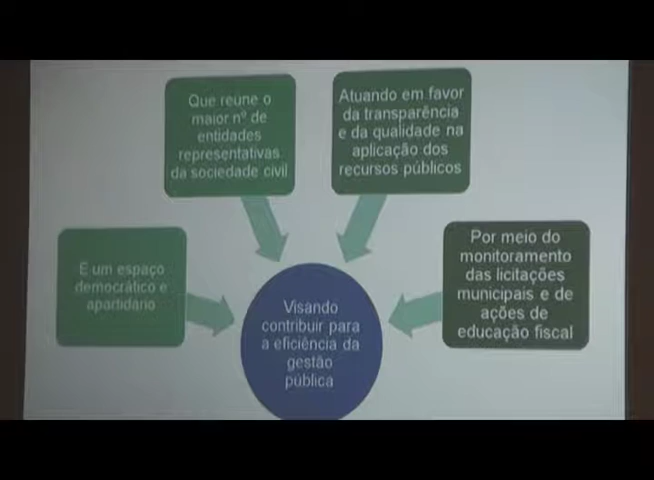 É um espaço
democrático e
apartidário
Que reúne o
maior nº de
entidades
representativas
da sociedade civil
Atuando em favor
da transparência
e da qualidade na
aplicação dos
recursos públicos
Por meio do
monitoramento
das licitações
municipais e de
ações de
educação fiscal
Visando
contribuir para
a eficiência da
gestão
pública